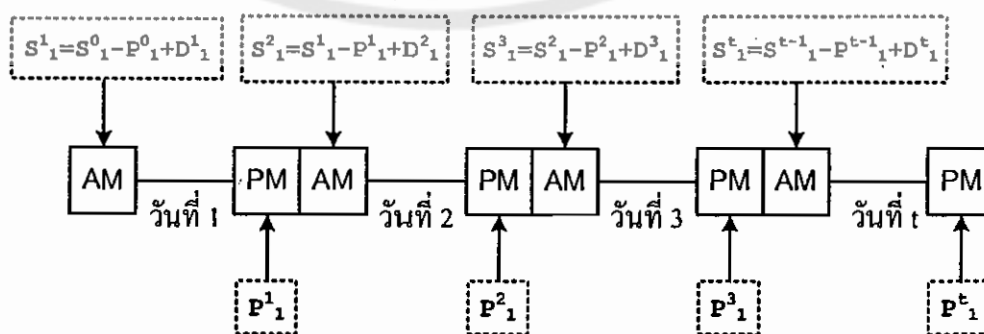 S¹₁=S⁰₁-P⁰₁+D¹₁ S²₁=S¹₁-P¹₁+D²₁ S³₁=S²₁-P²₁+D³₁ Sᵗ₁=Sᵗ⁻¹₁-Pᵗ⁻¹₁+Dᵗ₁
AM PM AM PM AM PM AM PM
วันที่ 1 วันที่ 2 วันที่ 3 วันที่ t
P¹₁ P²₁ P³₁ Pᵗ₁